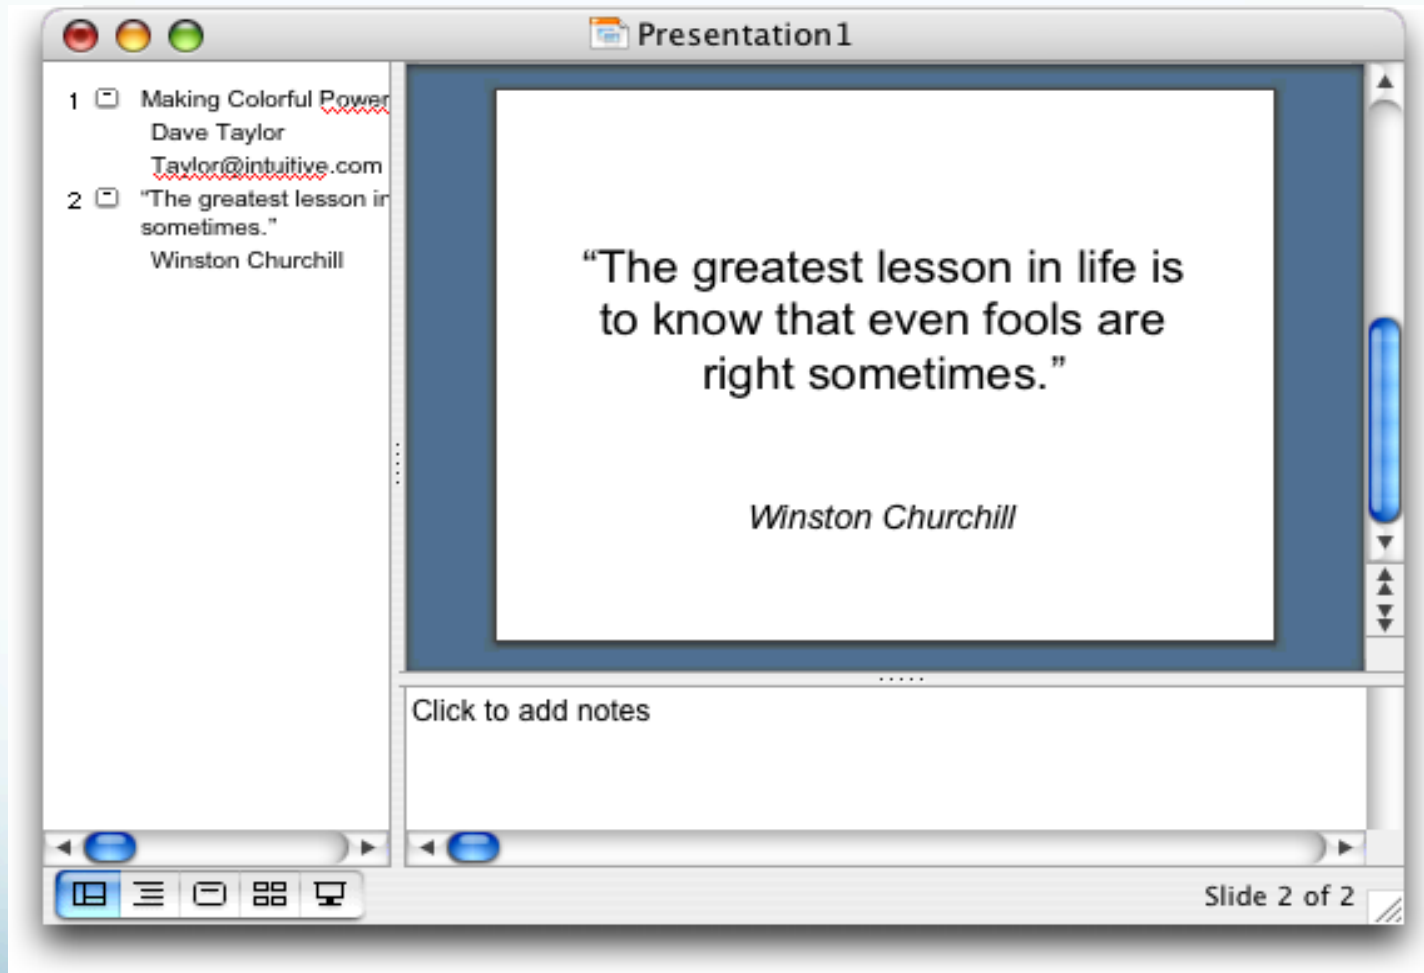 Presentation1
1 Making Colorful Power
Dave Taylor
Taylor@intuitive.com
2 “The greatest lesson in
sometimes.”
Winston Churchill
“The greatest lesson in life is
to know that even fools are
right sometimes.”
Winston Churchill
Click to add notes
Slide 2 of 2